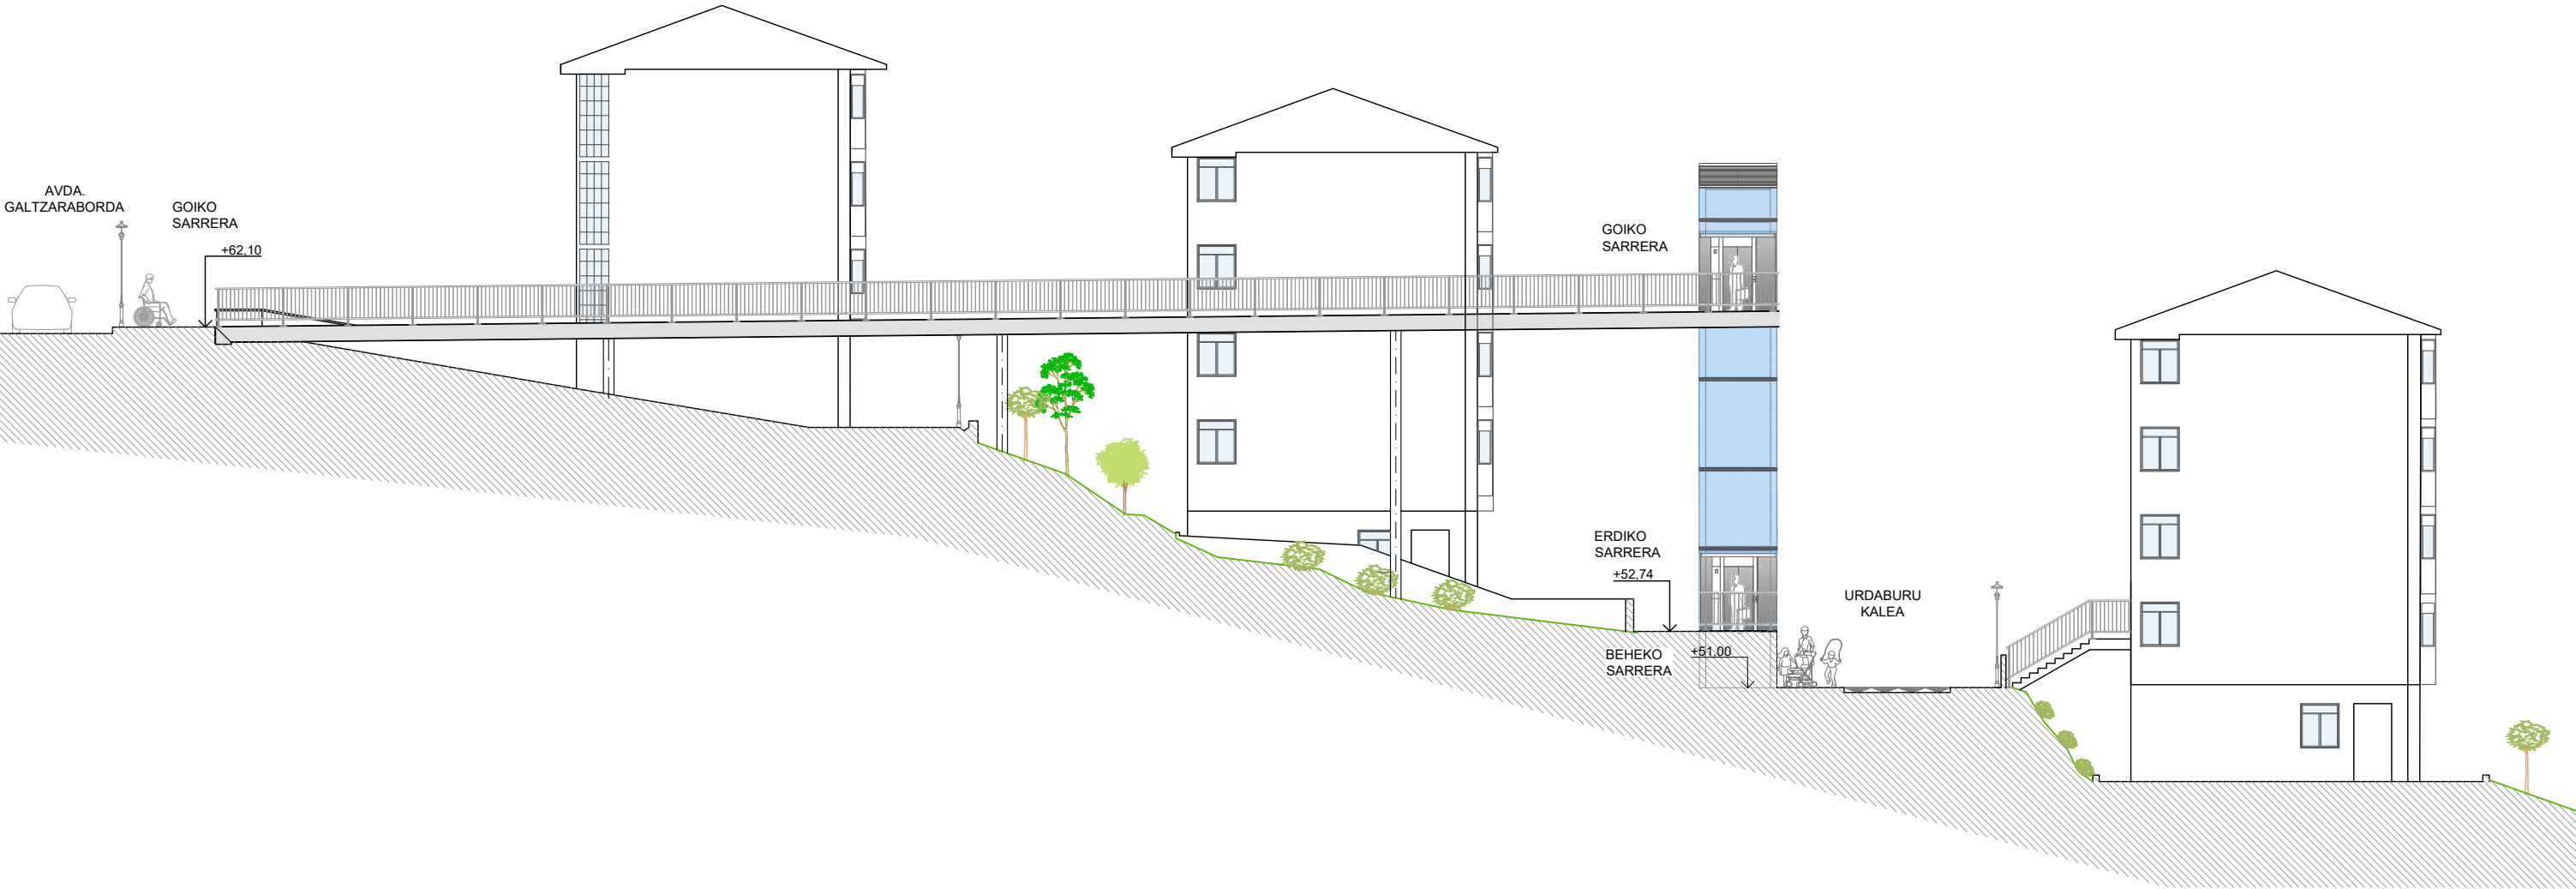 AVDA.
GALTZARABORDA
GOIKO
SARRERA
+62,10
GOIKO
SARRERA
ERDIKO
SARRERA
+52,74
URDABURU
KALEA
BEHEKO
SARRERA
+51,00